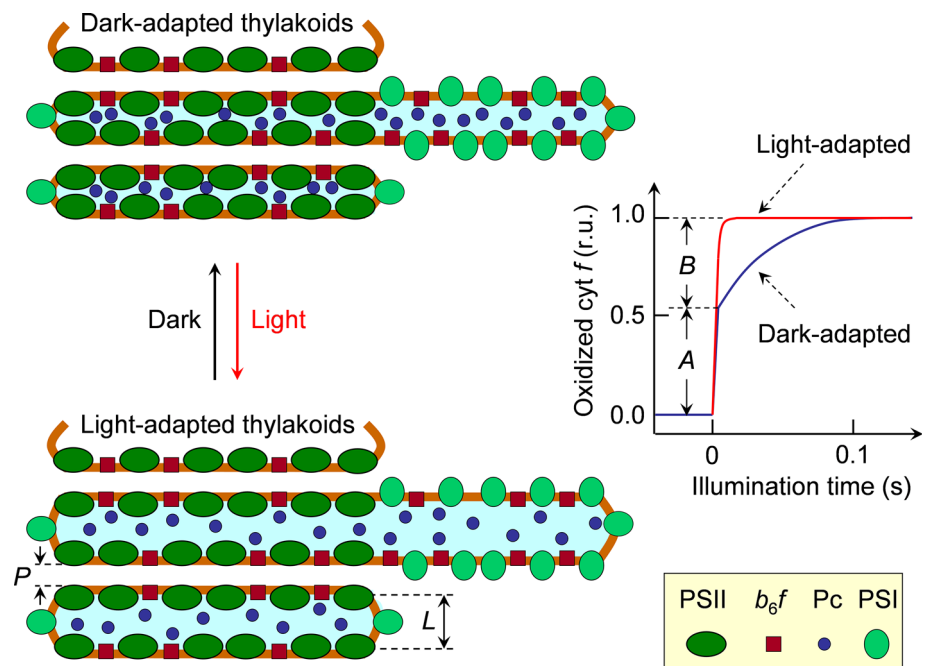 Dark-adapted thylakoids
Dark
Light
Light-adapted thylakoids
P
L
Light-adapted
Oxidized cyt f (r.u.)
1.0
0.5
0.0
B
A
Dark-adapted
0
0.1
Illumination time (s)
PSII b₆f Pc PSI